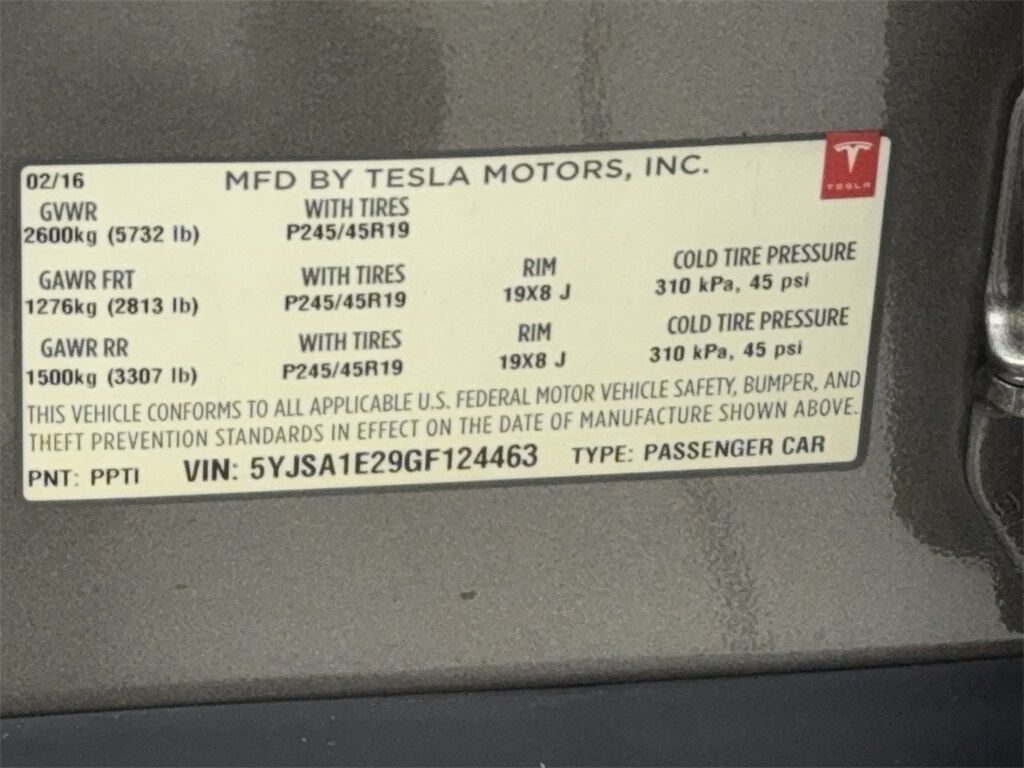 02/16 MFD BY TESLA MOTORS, INC.
TESLA
GVWR WITH TIRES
2600kg (5732 lb) P245/45R19
GAWR FRT WITH TIRES RIM COLD TIRE PRESSURE
1276kg (2813 lb) P245/45R19 19X8 J 310 kPa, 45 psi
GAWR RR WITH TIRES RIM COLD TIRE PRESSURE
1500kg (3307 lb) P245/45R19 19X8 J 310 kPa, 45 psi
THIS VEHICLE CONFORMS TO ALL APPLICABLE U.S. FEDERAL MOTOR VEHICLE SAFETY, BUMPER, AND
THEFT PREVENTION STANDARDS IN EFFECT ON THE DATE OF MANUFACTURE SHOWN ABOVE.
PNT: PPTI VIN: 5YJSA1E29GF124463 TYPE: PASSENGER CAR